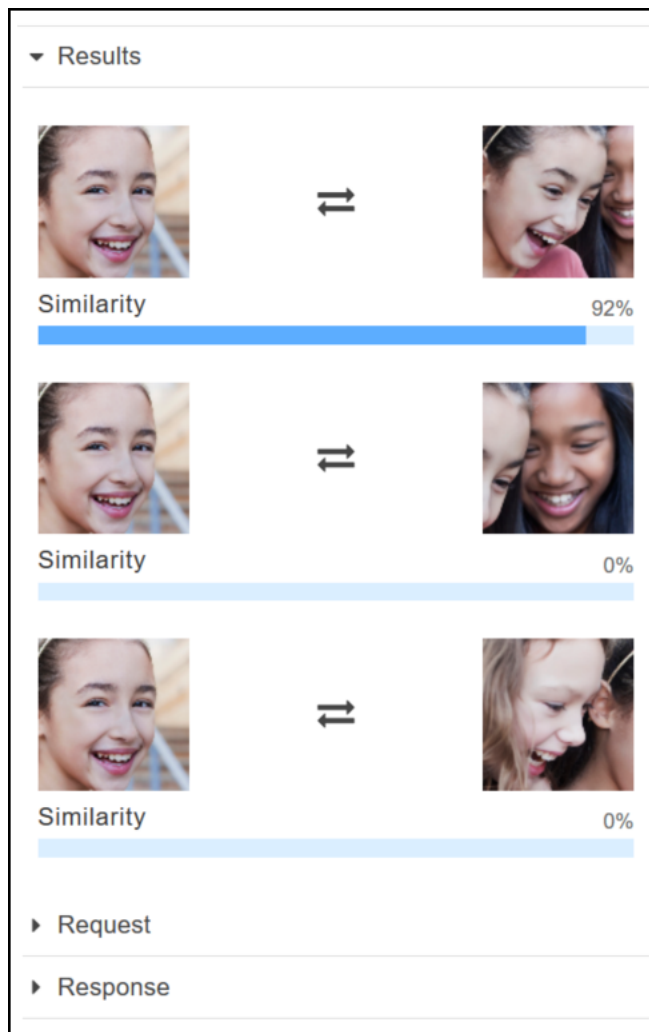 Results
Similarity 92%
Similarity 0%
Similarity 0%
Request
Response